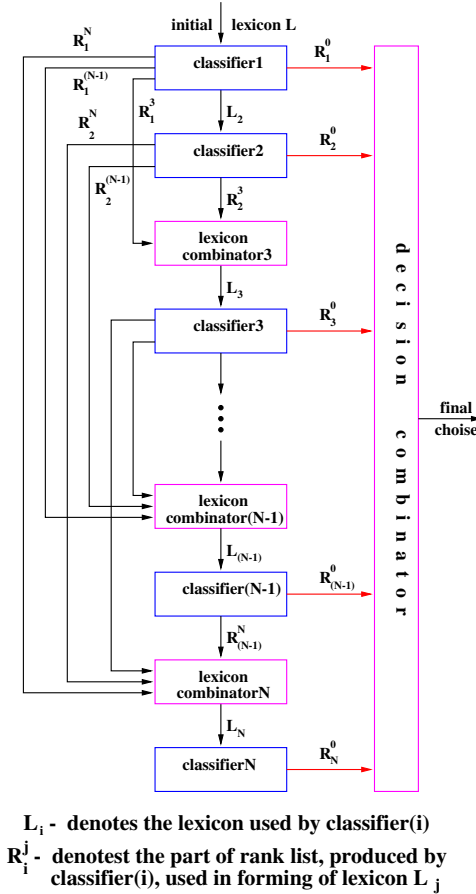 initial lexicon L
R_1^N
classifier1
R_1^0
R_1^(N-1)
R_1^3
L_2
R_2^N
classifier2
R_2^0
R_2^(N-1)
R_2^3
lexicon
combinator3
L_3
classifier3
R_3^0
decision combinator
final
choise
lexicon
combinator(N-1)
L_(N-1)
classifier(N-1)
R_(N-1)^0
R_(N-1)^N
lexicon
combinatorN
L_N
classifierN
R_N^0
L_i - denotes the lexicon used by classifier(i)
R_i^j - denotest the part of rank list, produced by
classifier(i), used in forming of lexicon L_j